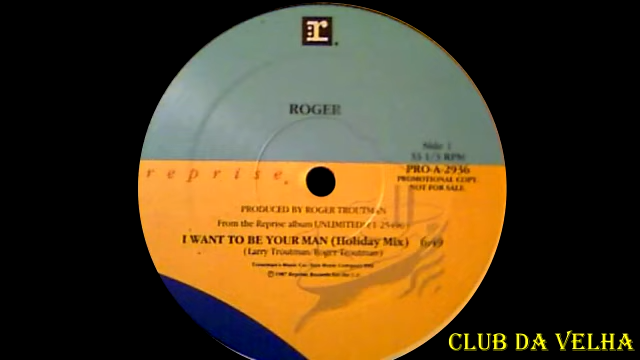 r
ROGER
Side 1
33 1/3 RPM
reprise
PRO-A-2936
PROMOTIONAL COPY
NOT FOR SALE
PRODUCED BY ROGER TROUTMAN
From the Reprise album UNLIMITED!
I WANT TO BE YOUR MAN (Holiday Mix) 6:49
(Larry Troutman/Roger Troutman)
CLUB DA VELHA